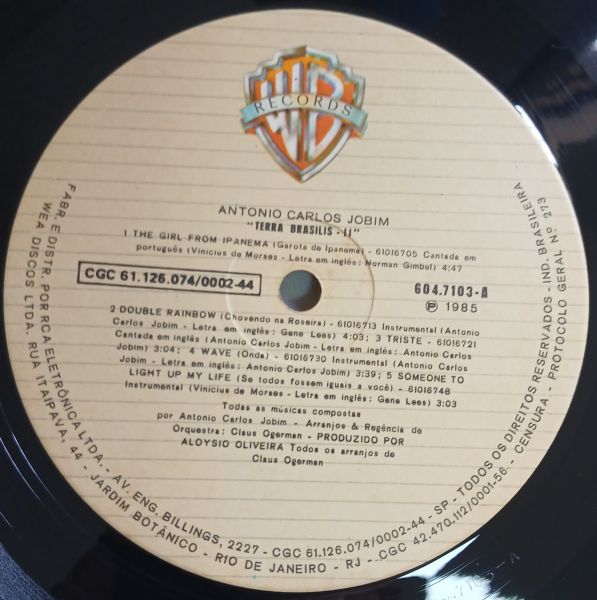 WB
RECORDS
ANTONIO CARLOS JOBIM
"TERRA BRASILIS - II"
1 THE GIRL FROM IPANEMA (Garota de Ipanema) - 61016705 Cantada em
português (Vinicius de Moraes - Letra em inglês: Norman Gimbel) 4:47
CGC 61.126.074/0002-44
604.7103-A
Ⓟ 1985
2 DOUBLE RAINBOW (Chovendo na Roseira) - 61016713 Instrumental (Antonio
Carlos Jobim - Letra em inglês: Gene Lees) 4:03; 3 TRISTE - 61016721
Cantada em inglês (Antonio Carlos Jobim - Letra em inglês: Antonio Carlos
Jobim) 3:04; 4 WAVE (Onda) - 61016730 Instrumental (Antonio Carlos
Jobim - Letra em inglês: Antonio Carlos Jobim) 3:39; 5 SOMEONE TO
LIGHT UP MY LIFE (Se todos fossem iguais a você) - 61016748
Instrumental (Vinicius de Moraes - Letra em inglês: Gene Lees) 3:03
Todas as músicas compostas
por Antonio Carlos Jobim - Arranjos & Regência de
Orquestra: Claus Ogerman - PRODUZIDO POR
ALOYSIO OLIVEIRA Todos os arranjos de
Claus Ogerman
FABR. E DISTR. POR RCA ELETRÔNICA LTDA. - AV. ENG. BILLINGS, 2227 - CGC 61.126.074/0002-44 - SP - TODOS OS DIREITOS RESERVADOS - IND. BRASILEIRA
WEA DISCOS LTDA. RUA ITAIPAVA, 44 - JARDIM BOTÂNICO - RIO DE JANEIRO - RJ - CGC 42.470.112/0001-56 - CENSURA - PROTOCOLO GERAL Nº 273